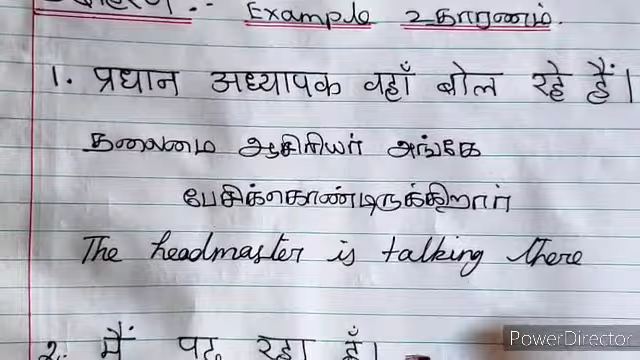 Example உதாரணம்.
1. प्रधान अध्यापक वहाँ बोल रहे हैं।
தலைமை ஆசிரியர் அங்கே
பேசிக்கொண்டிருக்கிறார்
The headmaster is talking there
2. मैं पढ़ रहा हूँ।
PowerDirector